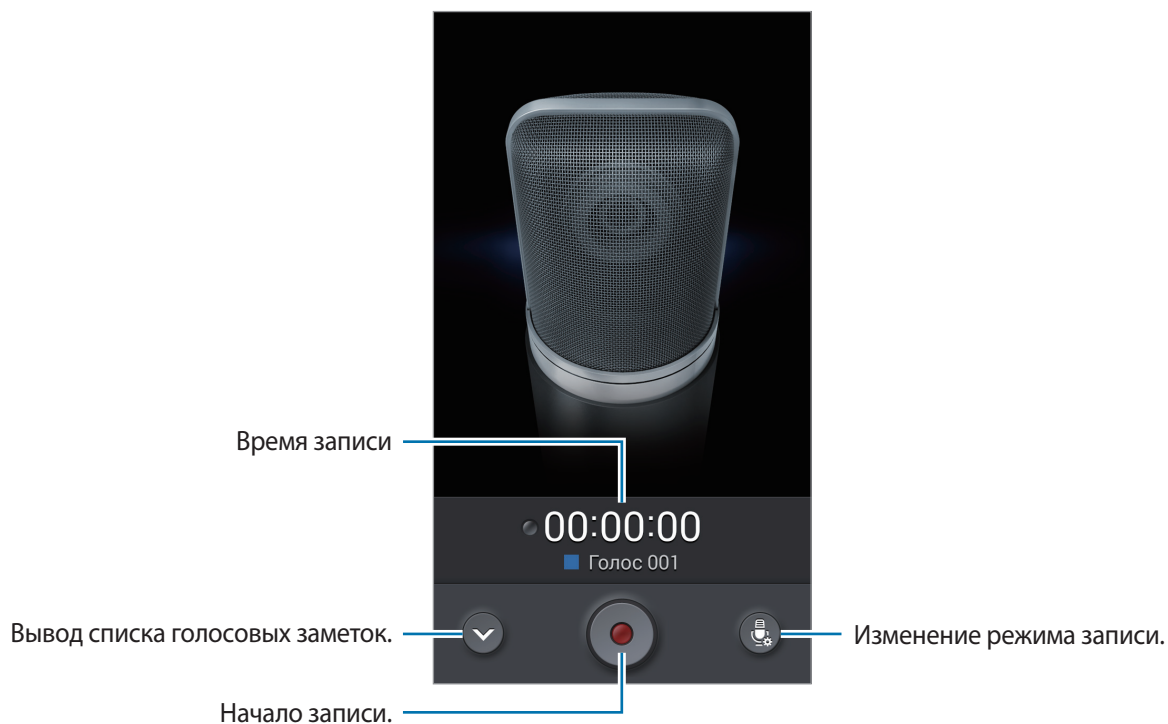 Время записи
00:00:00
Голос 001
Вывод списка голосовых заметок.
Изменение режима записи.
Начало записи.